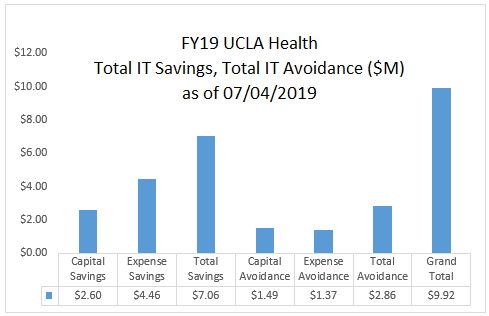 FY19 UCLA Health
Total IT Savings, Total IT Avoidance ($M)
as of 07/04/2019
$12.00
$10.00
$8.00
$6.00
$4.00
$2.00
$0.00
Capital Savings Expense Savings Total Savings Capital Avoidance Expense Avoidance Total Avoidance Grand Total
$2.60 $4.46 $7.06 $1.49 $1.37 $2.86 $9.92